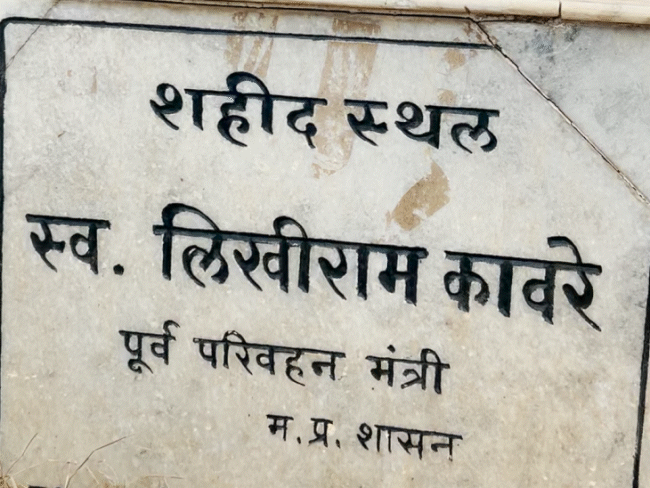 शहीद स्थल
स्व. लिखीराम कावरे
पूर्व परिवहन मंत्री
म.प्र. शासन